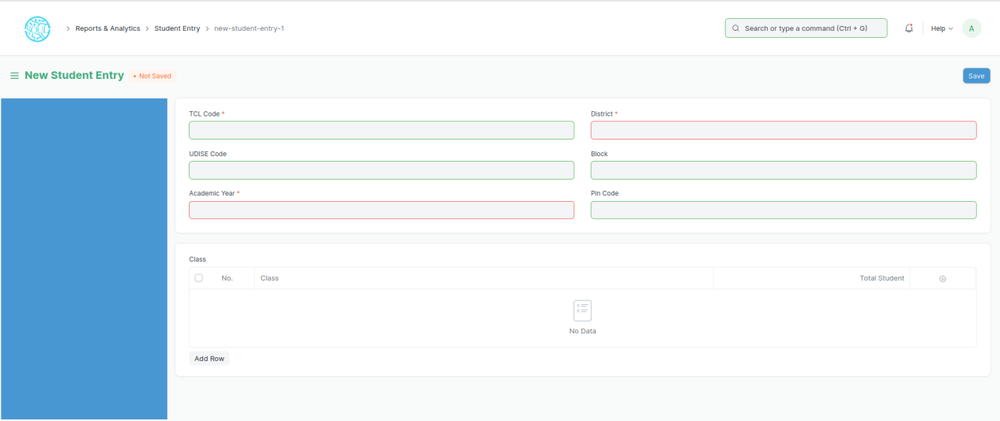 SOUL
> Reports & Analytics > Student Entry > new-student-entry-1
Search or type a command (Ctrl + G)
Help
A
New Student Entry
• Not Saved
Save
TCL Code *
District *
UDISE Code
Block
Academic Year *
Pin Code
Class
No.
Class
Total Student
No Data
Add Row